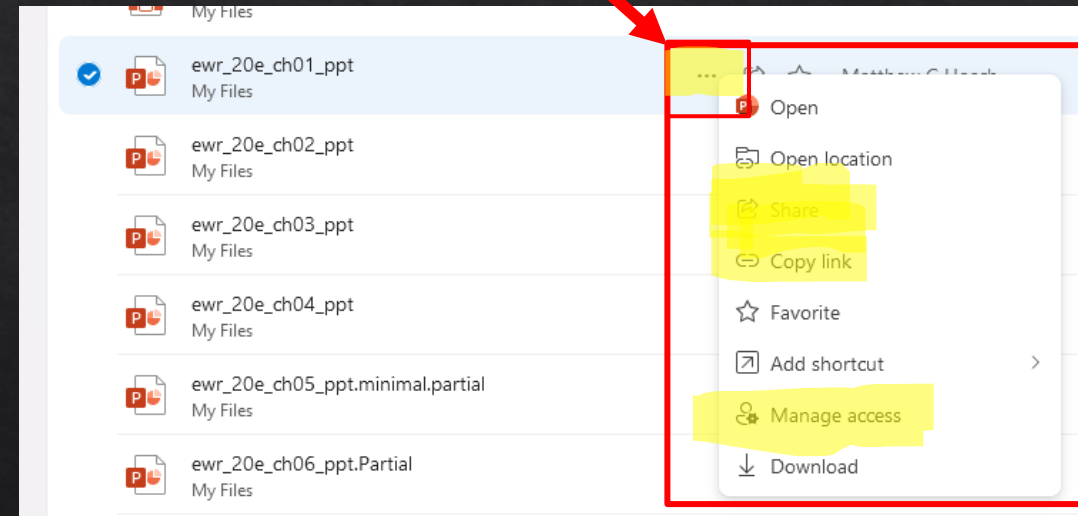 My Files
ewr_20e_ch01_ppt
My Files
...
Open
ewr_20e_ch02_ppt
My Files
Open location
Share
ewr_20e_ch03_ppt
My Files
Copy link
ewr_20e_ch04_ppt
My Files
Favorite
Add shortcut
ewr_20e_ch05_ppt.minimal.partial
My Files
Manage access
ewr_20e_ch06_ppt.Partial
My Files
Download